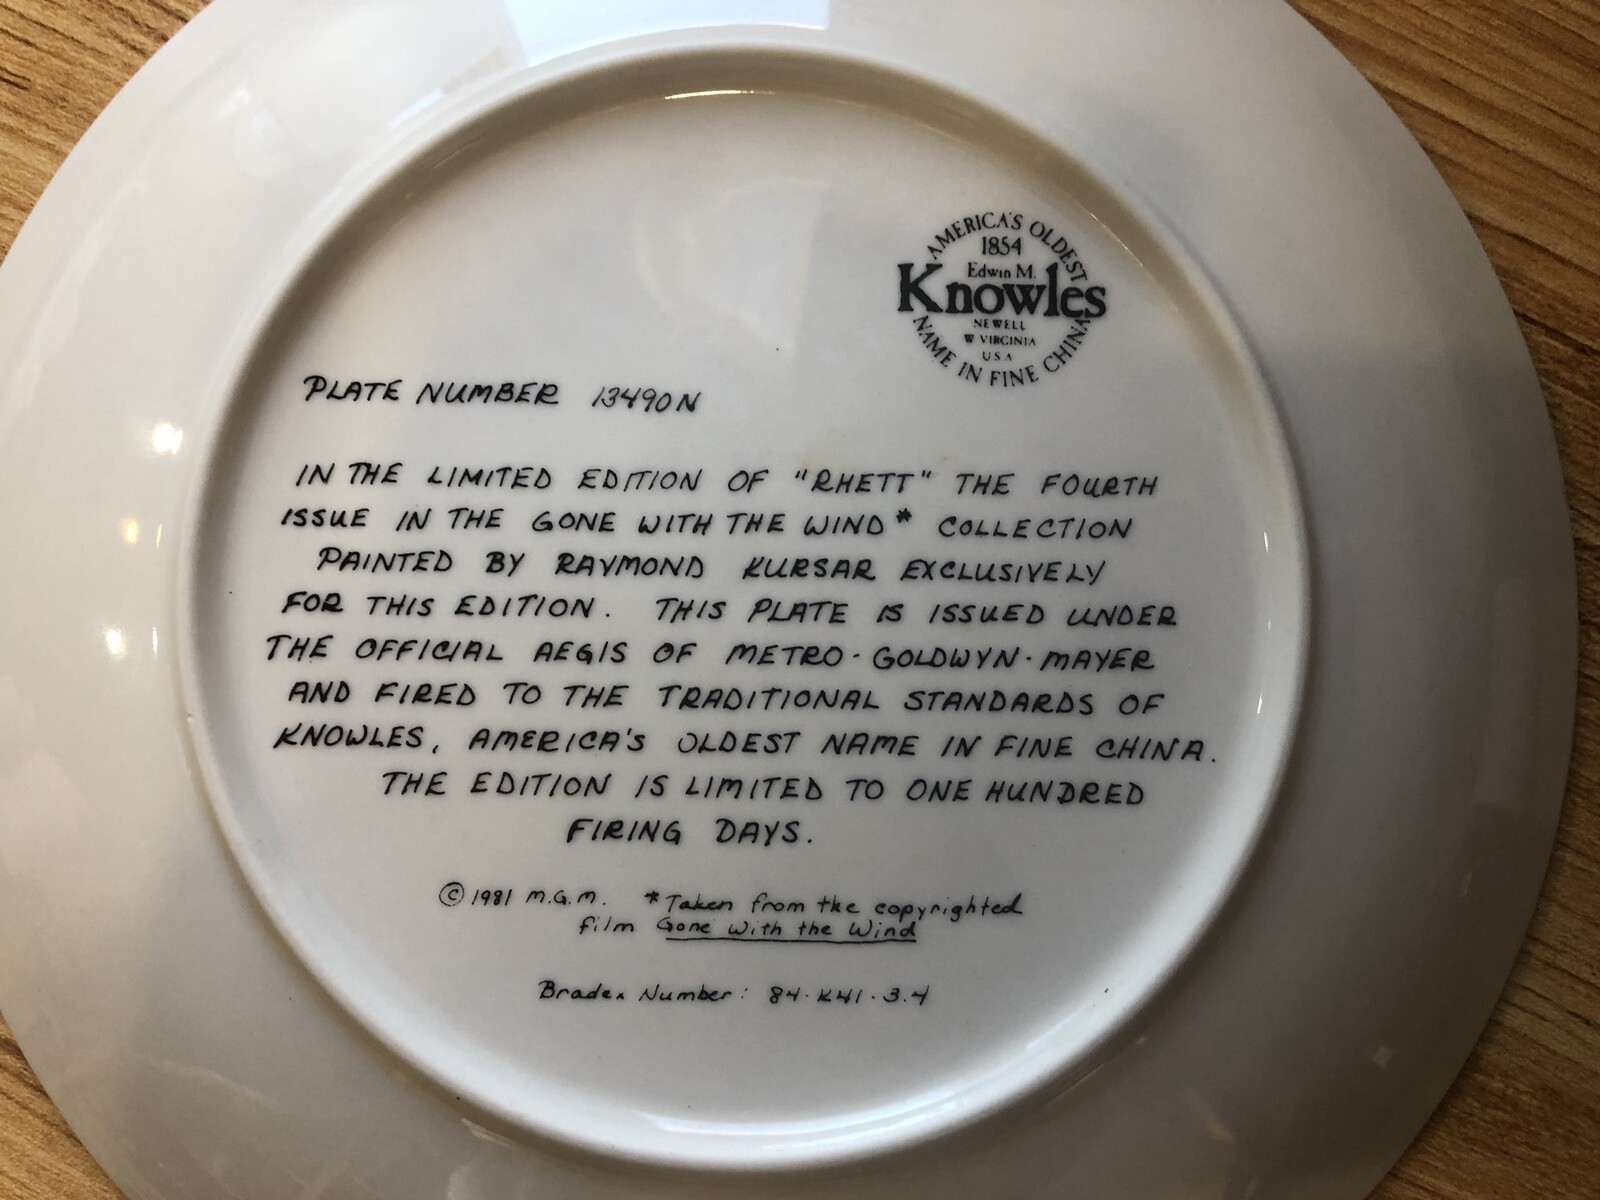 AMERICA'S OLDEST
1854
Edwin M.
Knowles
NEWELL
W VIRGINIA
USA
NAME IN FINE CHINA
PLATE NUMBER 13490N
IN THE LIMITED EDITION OF "RHETT" THE FOURTH
ISSUE IN THE GONE WITH THE WIND* COLLECTION
PAINTED BY RAYMOND KURSAR EXCLUSIVELY
FOR THIS EDITION. THIS PLATE IS ISSUED UNDER
THE OFFICIAL AEGIS OF METRO-GOLDWYN-MAYER
AND FIRED TO THE TRADITIONAL STANDARDS OF
KNOWLES, AMERICA'S OLDEST NAME IN FINE CHINA.
THE EDITION IS LIMITED TO ONE HUNDRED
FIRING DAYS.
© 1981 M.G.M. *Taken from the copyrighted
film Gone with the Wind
Bradex Number: 84-K41-3.4